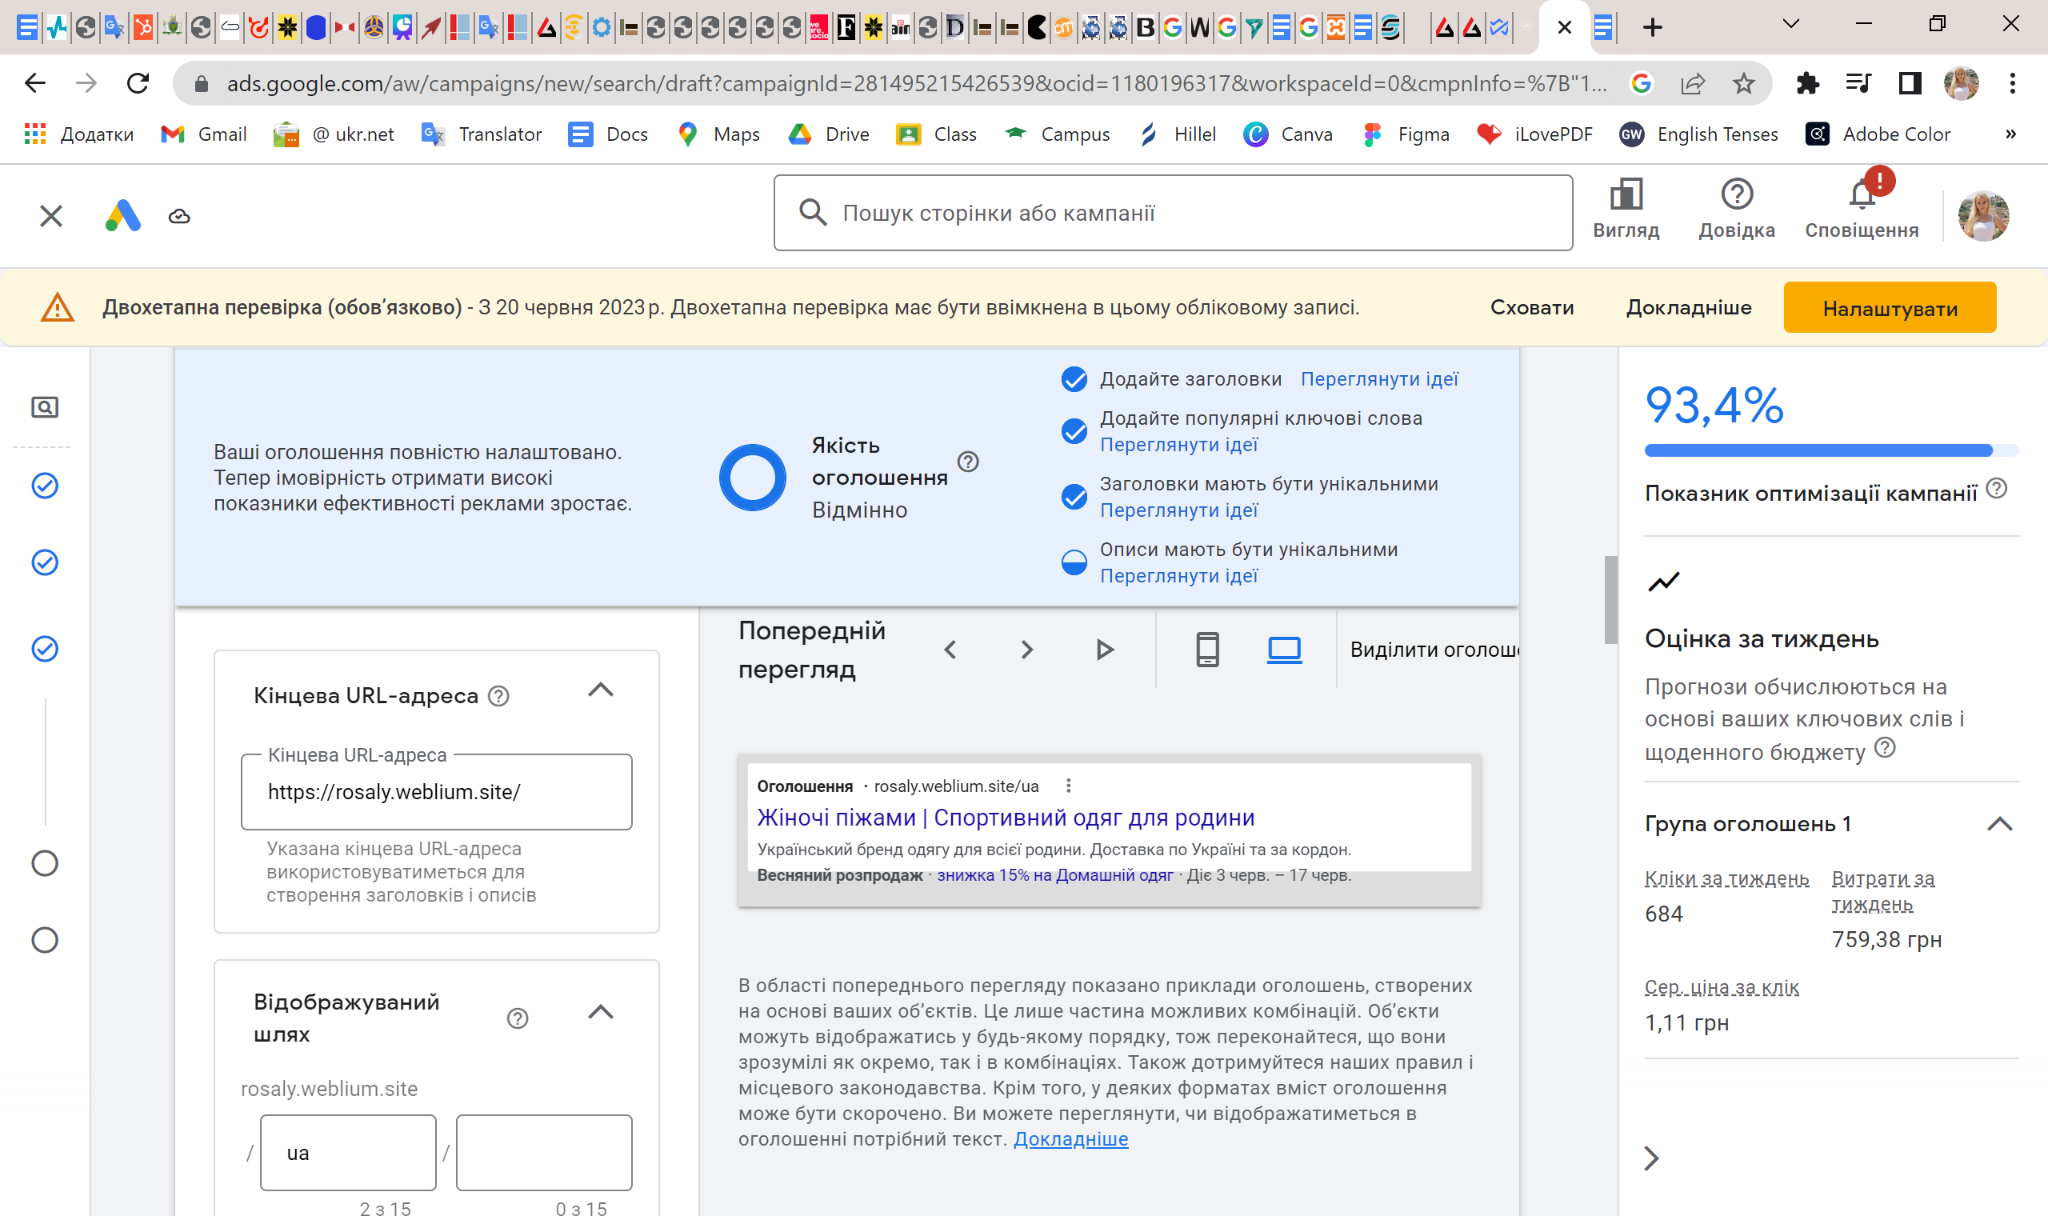 ads.google.com/aw/campaigns/new/search/draft?campaignId=281495215426539&ocid=1180196317&workspaceId=0&cmpnInfo=%7B"1...
Додатки Gmail @ ukr.net Translator Docs Maps Drive Class Campus Hillel Canva Figma iLovePDF GW English Tenses Adobe Color »
Пошук сторінки або кампанії
Вигляд Довідка Сповіщення
Двохетапна перевірка (обов’язково) - З 20 червня 2023 р. Двохетапна перевірка має бути ввімкнена в цьому обліковому записі. Сховати Докладніше Налаштувати
Ваші оголошення повністю налаштовано.
Тепер імовірність отримати високі
показники ефективності реклами зростає.
Якість
оголошення
Відмінно
Додайте заголовки Переглянути ідеї
Додайте популярні ключові слова
Переглянути ідеї
Заголовки мають бути унікальними
Переглянути ідеї
Описи мають бути унікальними
Переглянути ідеї
Кінцева URL-адреса
Кінцева URL-адреса
https://rosaly.weblium.site/
Указана кінцева URL-адреса
використовуватиметься для
створення заголовків і описів
Відображуваний
шлях
rosaly.weblium.site
/ ua /
2 з 15 0 з 15
Попередній
перегляд
Виділити оголош
Оголошення · rosaly.weblium.site/ua
Жіночі піжами | Спортивний одяг для родини
Український бренд одягу для всієї родини. Доставка по Україні та за кордон.
Весняний розпродаж · знижка 15% на Домашній одяг · Діє 3 черв. – 17 черв.
В області попереднього перегляду показано приклади оголошень, створених
на основі ваших об’єктів. Це лише частина можливих комбінацій. Об’єкти
можуть відображатись у будь-якому порядку, тож переконайтеся, що вони
зрозумілі як окремо, так і в комбінаціях. Також дотримуйтеся наших правил і
місцевого законодавства. Крім того, у деяких форматах вміст оголошення
може бути скорочено. Ви можете переглянути, чи відображатиметься в
оголошенні потрібний текст. Докладніше
93,4%
Показник оптимізації кампанії
Оцінка за тиждень
Прогнози обчислюються на
основі ваших ключових слів і
щоденного бюджету
Група оголошень 1
Кліки за тиждень
684
Витрати за
тиждень
759,38 грн
Сер. ціна за клік
1,11 грн